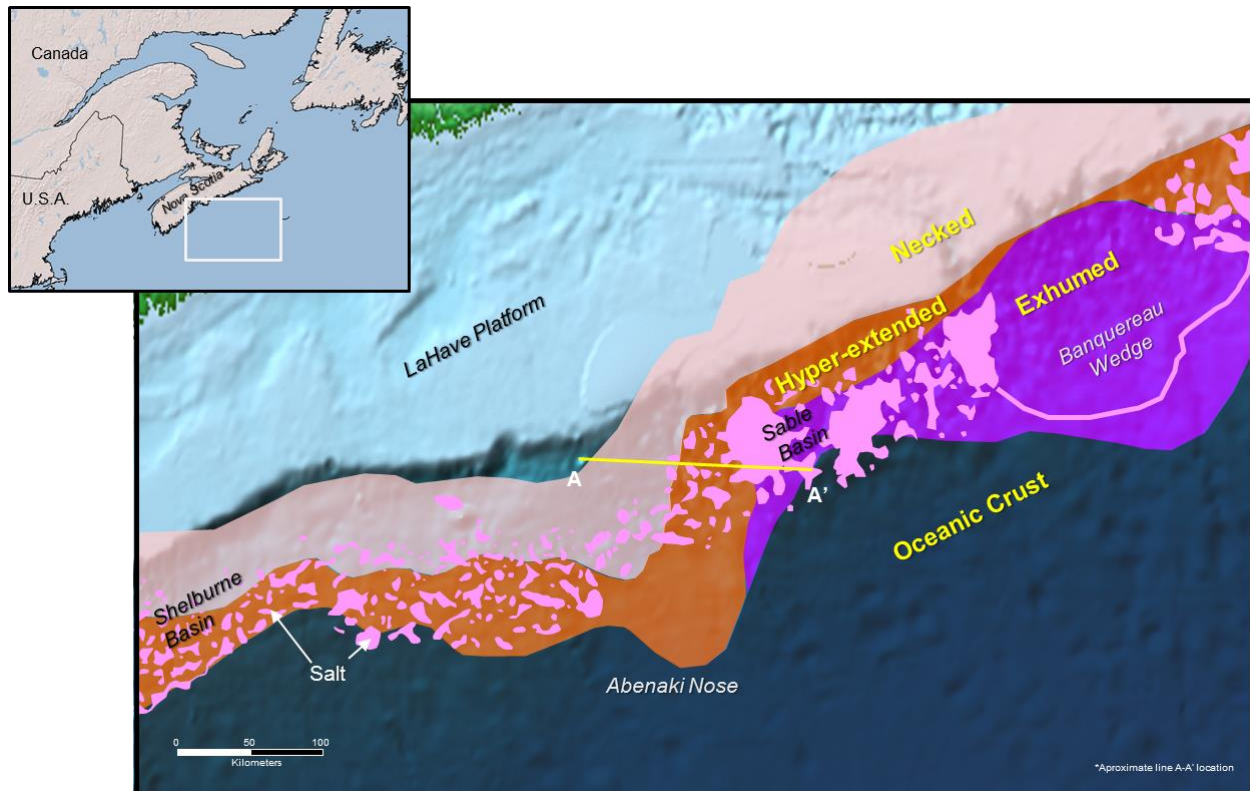 Canada
U.S.A.
Nova Scotia
LaHave Platform
Necked
Hyper-extended
Exhumed
Banquereau
Wedge
Sable
Basin
A
A’
Oceanic Crust
Shelburne
Basin
Salt
Abenaki Nose
0 50 100
Kilometers
*Aproximate line A-A' location